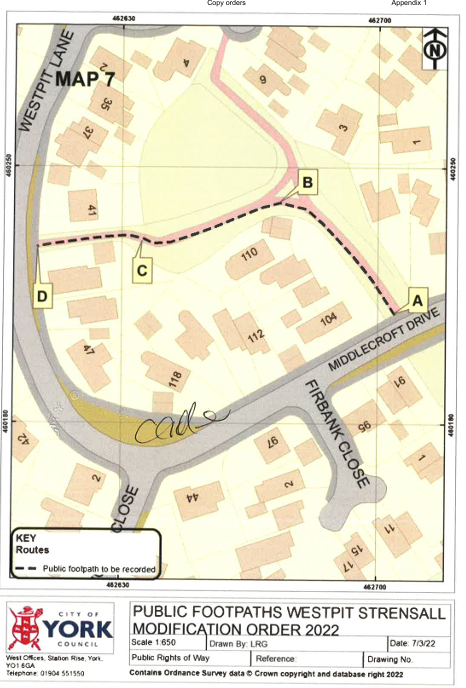 Copy orders
Appendix 1
462630
462700
WESTPIT LANE
MAP 7
N
2
35
37
4
6
3
1
460250
460250
B
41
110
C
D
A
112
104
MIDDLECROFT DRIVE
47
118
91
460180
460180
42
97
FIRBANK CLOSE
95
2
44
2
1
CLOSE
11
15
17
KEY
Routes
Public footpath to be recorded
462630
462700
CITY OF
YORK
COUNCIL
West Offices, Station Rise, York,
YO1 6GA
Telephone: 01904 551550
PUBLIC FOOTPATHS WESTPIT STRENSALL
MODIFICATION ORDER 2022
Scale 1:650
Drawn By: LRG
Date: 7/3/22
Public Rights of Way
Reference:
Drawing No.
Contains Ordnance Survey data © Crown copyright and database right 2022